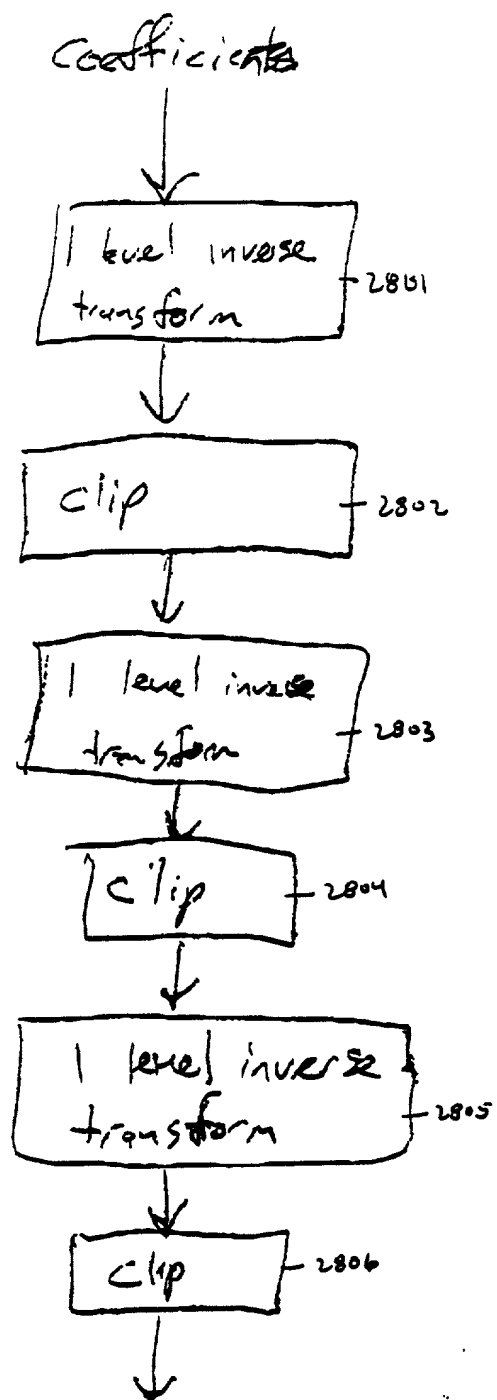 Coefficients
1 level inverse
transform
2801
clip
2802
1 level inverse
transform
2803
clip
2804
1 level inverse
transform
2805
clip
2806